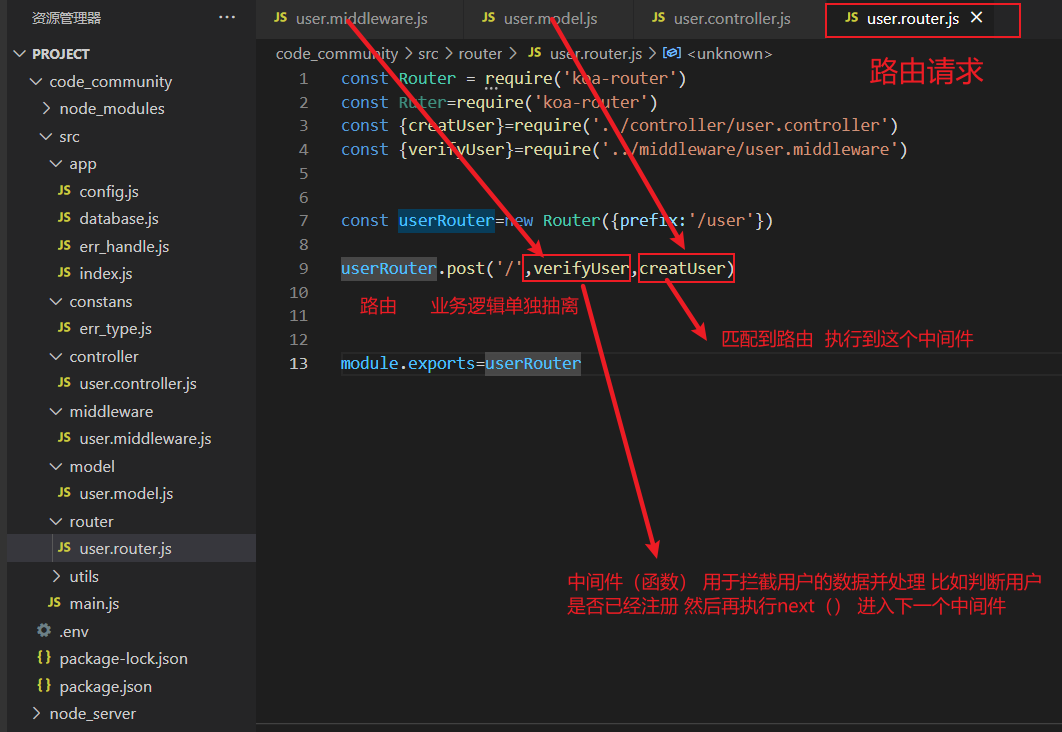 资源管理器 ···
PROJECT
code_community
node_modules
src
app
JS config.js
JS database.js
JS err_handle.js
JS index.js
constans
JS err_type.js
controller
JS user.controller.js
middleware
JS user.middleware.js
model
JS user.model.js
router
JS user.router.js
utils
JS main.js
.env
{} package-lock.json
{} package.json
node_server
JS user.middleware.js JS user.model.js JS user.controller.js JS user.router.js ×
code_community > src > router > JS user.router.js > <unknown>
路由请求
1 const Router = require('koa-router')
2 const Ruter=require('koa-router')
3 const {creatUser}=require('../controller/user.controller')
4 const {verifyUser}=require('../middleware/user.middleware')
5
6
7 const userRouter=new Router({prefix:'/user'})
8
9 userRouter.post('/',verifyUser,creatUser)
10
11
12
13 module.exports=userRouter
路由 业务逻辑单独抽离
匹配到路由 执行到这个中间件
中间件（函数） 用于拦截用户的数据并处理 比如判断用户
是否已经注册 然后再执行next（） 进入下一个中间件